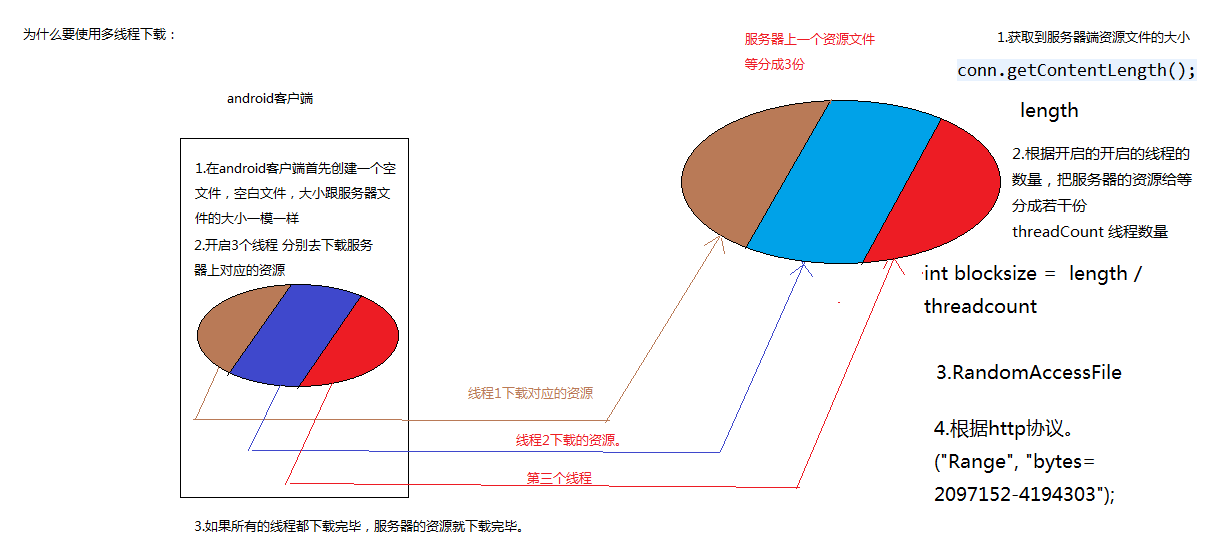 为什么要使用多线程下载：
android客户端
1.在android客户端首先创建一个空
文件，空白文件，大小跟服务器文
件的大小一模一样
2.开启3个线程 分别去下载服务
器上对应的资源
线程1下载对应的资源
线程2下载的资源。
第三个线程
3.如果所有的线程都下载完毕，服务器的资源就下载完毕。
服务器上一个资源文件
等分成3份
1.获取到服务器端资源文件的大小
conn.getContentLength();
length
2.根据开启的开启的线程的
数量，把服务器的资源给等
分成若干份
threadCount 线程数量
int blocksize = length /
threadcount
3.RandomAccessFile
4.根据http协议。
("Range", "bytes=
2097152-4194303");